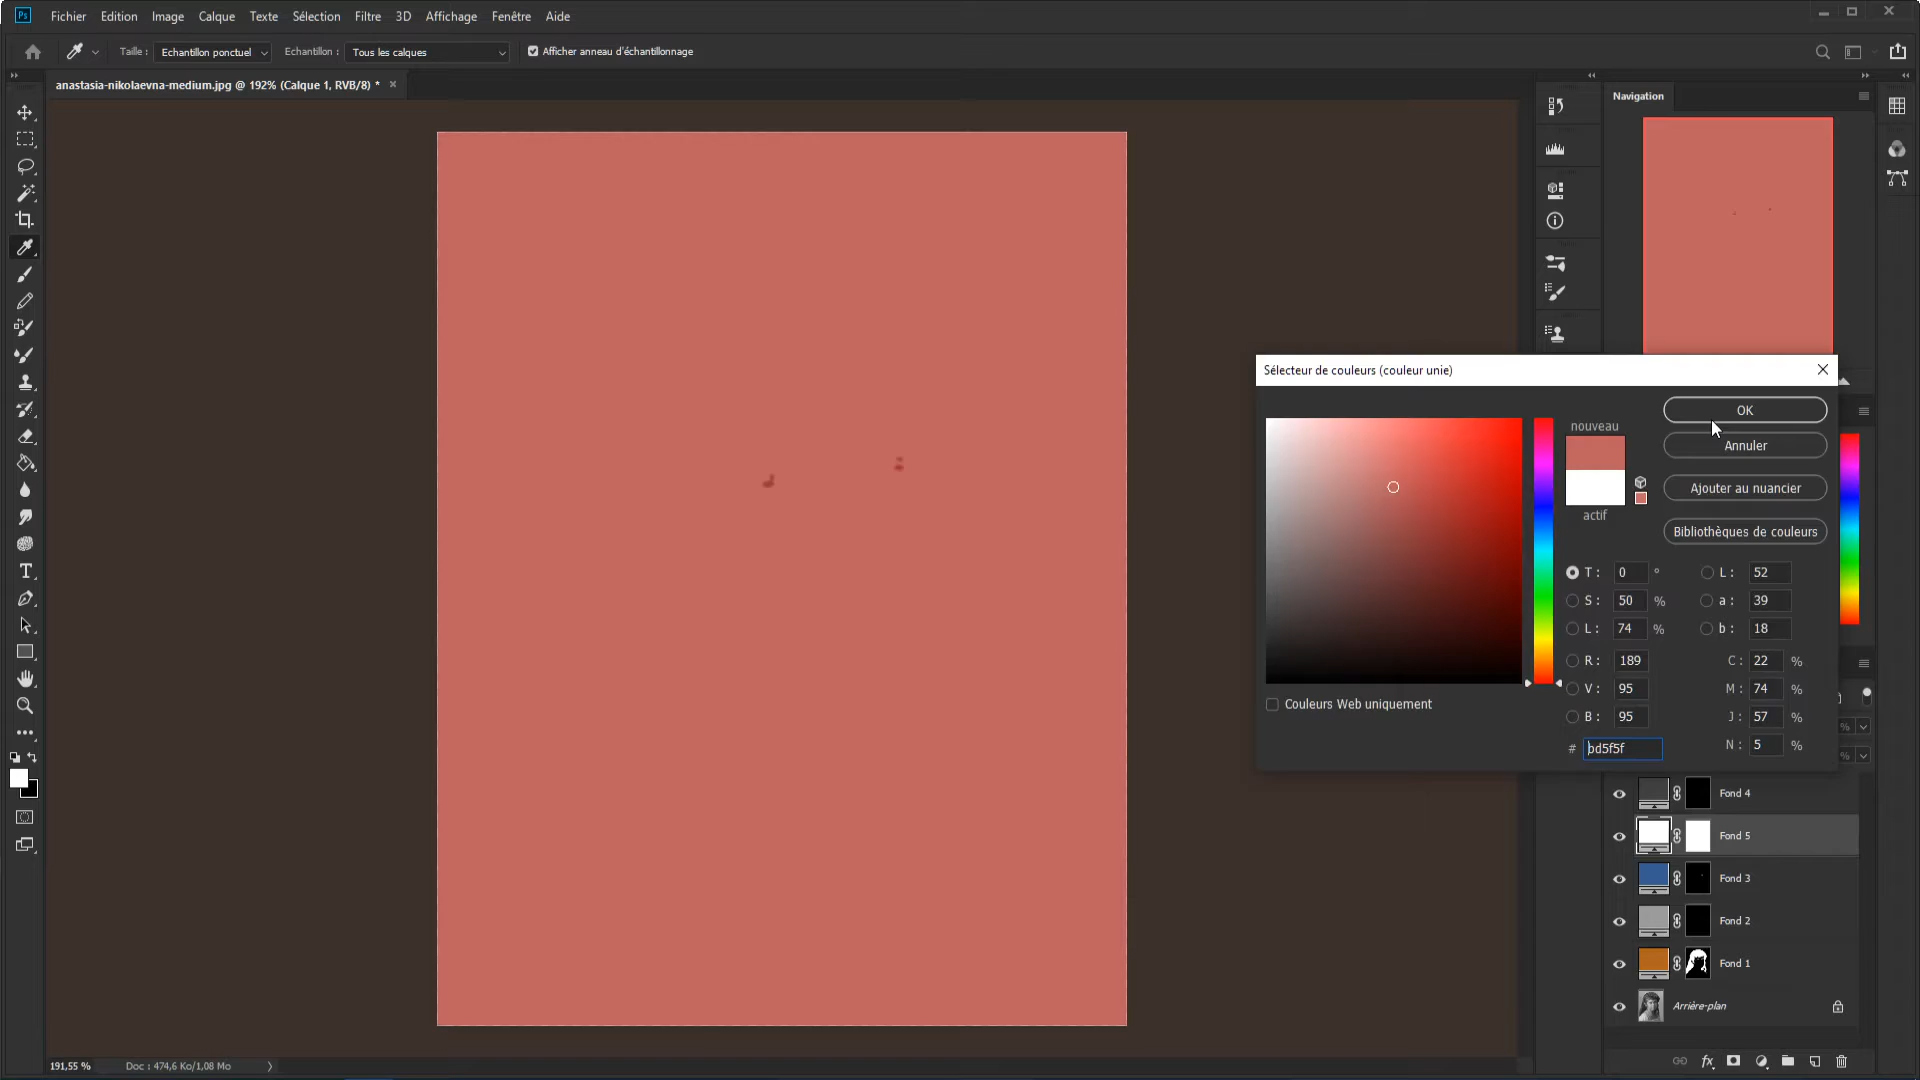 Ps Fichier Edition Image Calque Texte Sélection Filtre 3D Affichage Fenêtre Aide
Taille : Echantillon ponctuel Echantillon : Tous les calques Afficher anneau d'échantillonnage
anastasia-nikolaevna-medium.jpg @ 192% (Calque 1, RVB/8) * ×
Navigation
Sélecteur de couleurs (couleur unie)
OK
nouveau
Annuler
Ajouter au nuancier
actif
Bibliothèques de couleurs
T : 0 ° L : 52
S : 50 % a : 39
L : 74 % b : 18
R : 189 C : 22 %
V : 95 M : 74 %
B : 95 J : 57 %
N : 5 %
# bd5f5f
Couleurs Web uniquement
%
%
Fond 4
Fond 5
Fond 3
Fond 2
Fond 1
Arrière-plan
fx
191,55 % Doc : 474,6 Ko/1,08 Mo